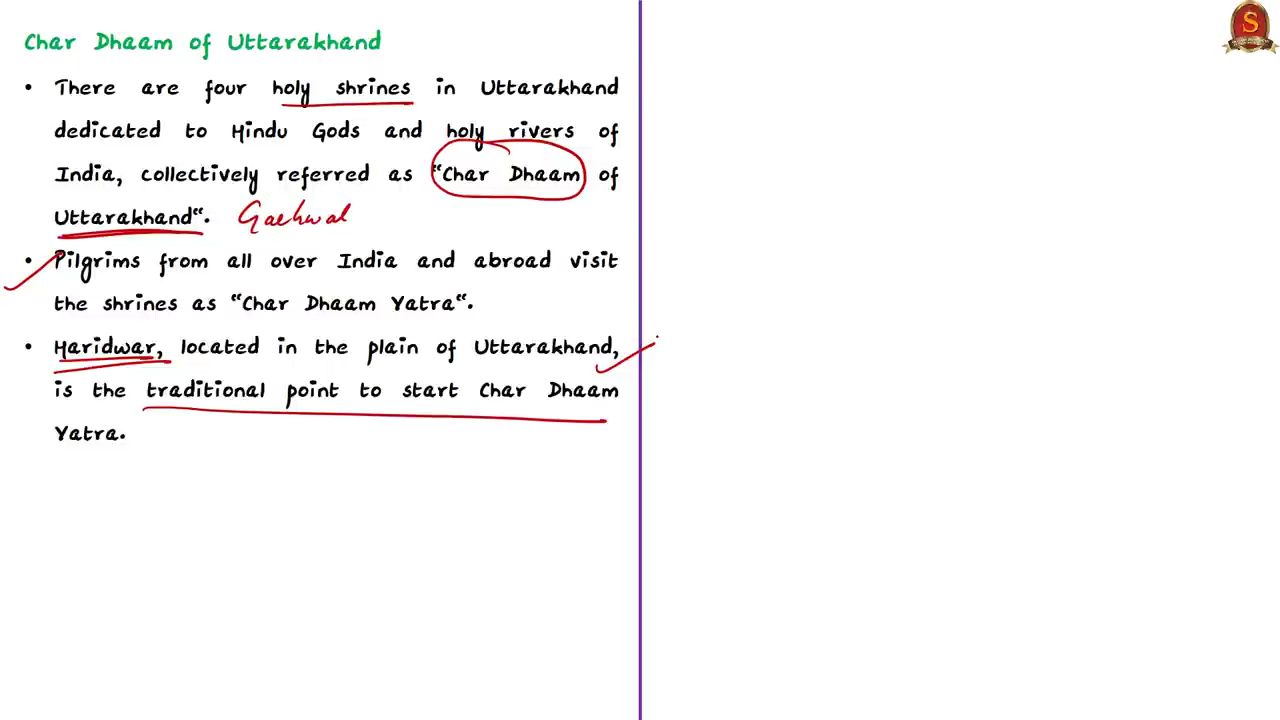 Char Dhaam of Uttarakhand
• There are four holy shrines in Uttarakhand
dedicated to Hindu Gods and holy rivers of
India, collectively referred as “Char Dhaam of
Uttarakhand“. Gaehwal
• Pilgrims from all over India and abroad visit
the shrines as “Char Dhaam Yatra“.
• Haridwar, located in the plain of Uttarakhand,
is the traditional point to start Char Dhaam
Yatra.
S